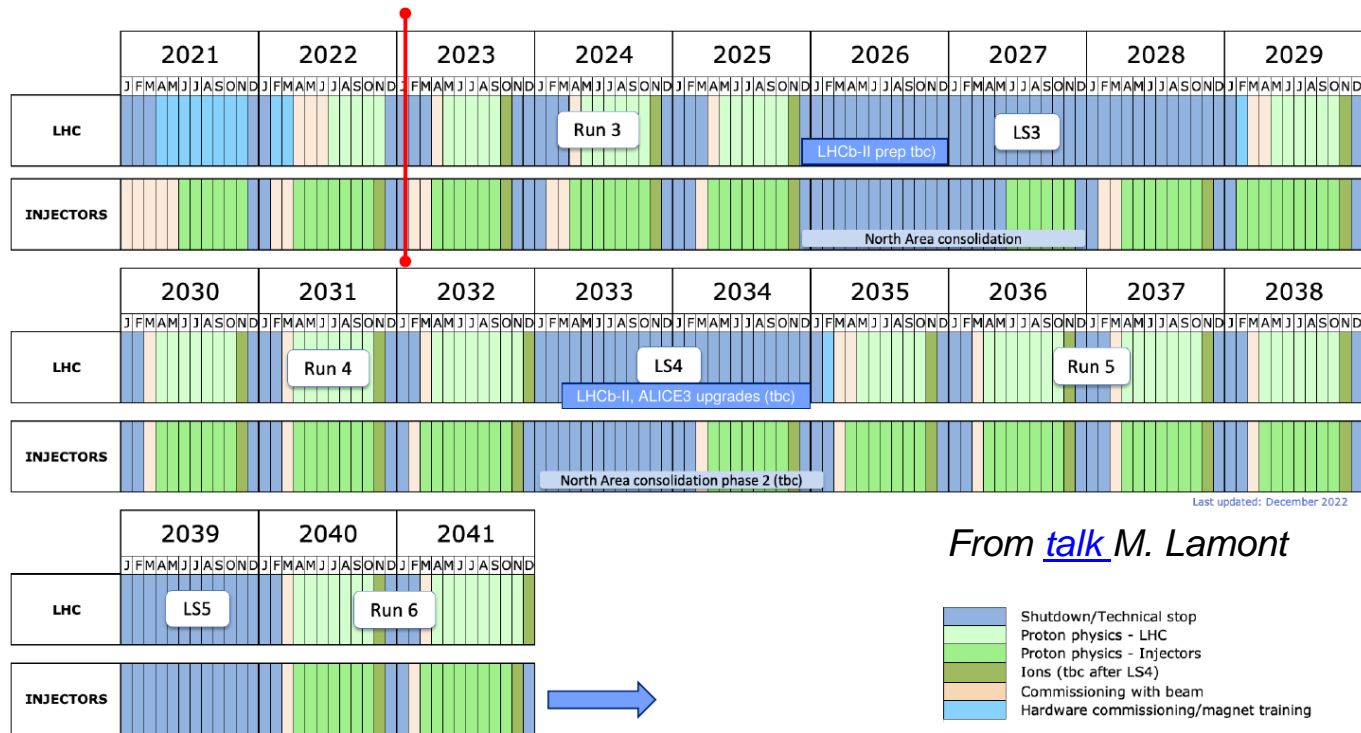 2021 2022 2023 2024 2025 2026 2027 2028 2029
J F M A M J J A S O N D J F M A M J J A S O N D J F M A M J J A S O N D J F M A M J J A S O N D J F M A M J J A S O N D J F M A M J J A S O N D J F M A M J J A S O N D J F M A M J J A S O N D J F M A M J J A S O N D
LHC
Run 3
LS3
LHCb-II prep tbc)
INJECTORS
North Area consolidation
2030 2031 2032 2033 2034 2035 2036 2037 2038
J F M A M J J A S O N D J F M A M J J A S O N D J F M A M J J A S O N D J F M A M J J A S O N D J F M A M J J A S O N D J F M A M J J A S O N D J F M A M J J A S O N D J F M A M J J A S O N D J F M A M J J A S O N D
LHC
Run 4
LS4
Run 5
LHCb-II, ALICE3 upgrades (tbc)
INJECTORS
North Area consolidation phase 2 (tbc)
Last updated: December 2022
2039 2040 2041
J F M A M J J A S O N D J F M A M J J A S O N D J F M A M J J A S O N D
LHC
LS5
Run 6
INJECTORS
From talk M. Lamont
Shutdown/Technical stop
Proton physics - LHC
Proton physics - Injectors
Ions (tbc after LS4)
Commissioning with beam
Hardware commissioning/magnet training